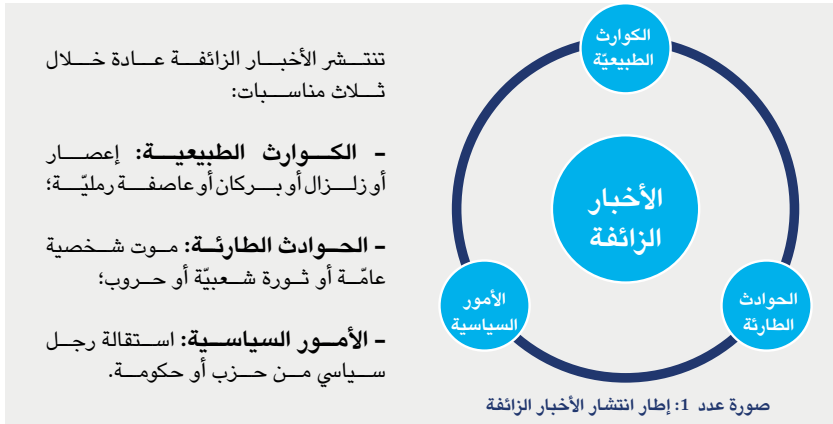 تنتشر الأخبار الزائفة عادة خلال
ثلاث مناسبات:
– الكوارث الطبيعية: إعصار
أو زلزال أو بركان أو عاصفة رمليّة؛
– الحوادث الطارئة: موت شخصية
عامّة أو ثورة شعبيّة أو حروب؛
– الأمور السياسية: استقالة رجل
سياسي من حزب أو حكومة.
الكوارث
الطبيعيّة
الأخبار
الزائفة
الحوادث
الطارئة
الأمور
السياسية
صورة عدد 1: إطار انتشار الأخبار الزائفة